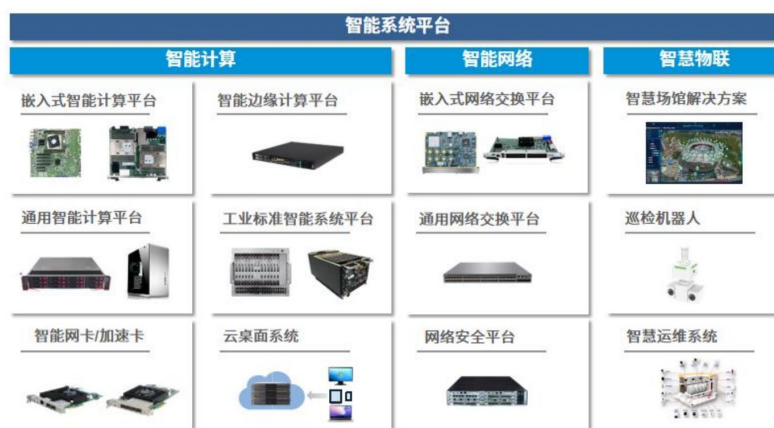 智能系统平台
智能计算
智能网络
智慧物联
嵌入式智能计算平台
智能边缘计算平台
嵌入式网络交换平台
智慧场馆解决方案
通用智能计算平台
工业标准智能系统平台
通用网络交换平台
巡检机器人
智能网卡/加速卡
云桌面系统
网络安全平台
智慧运维系统